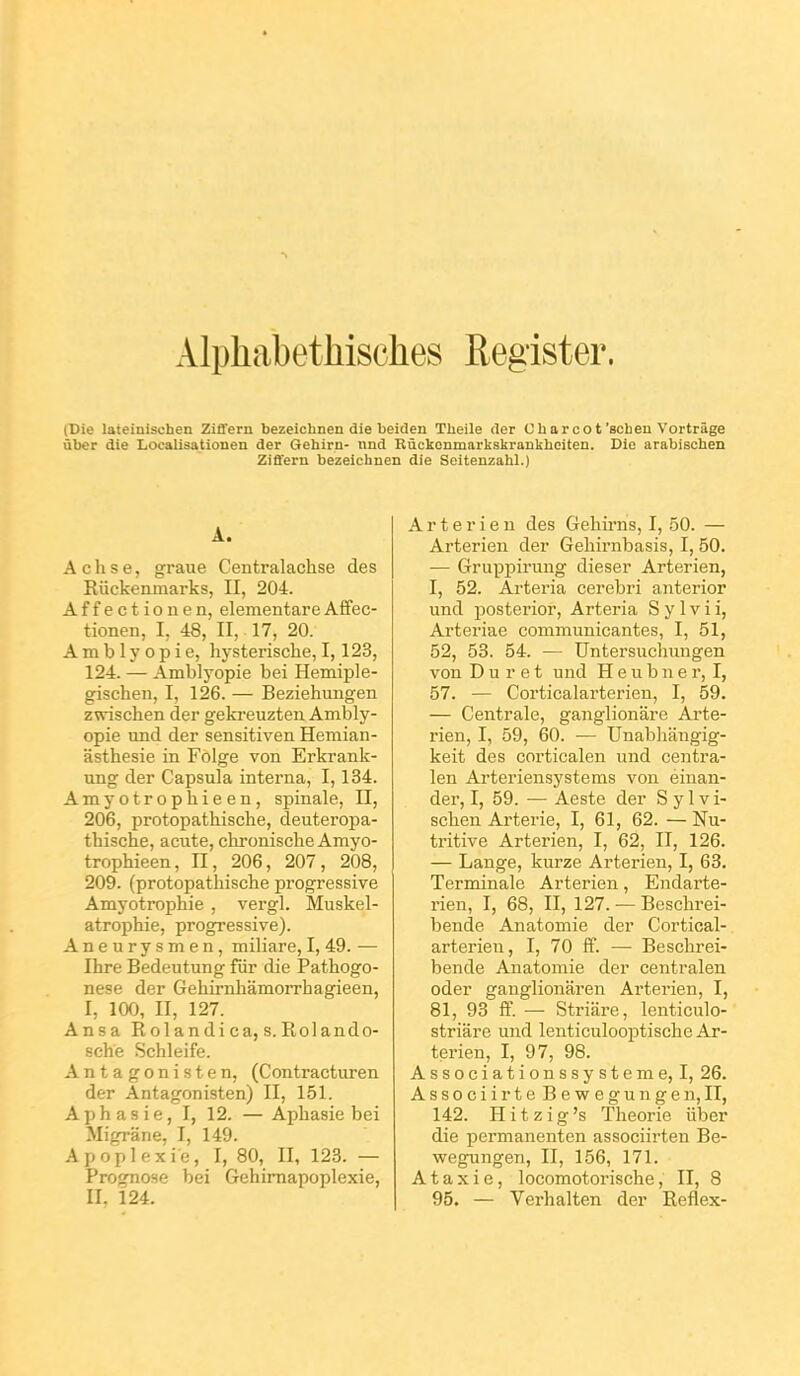 Alphabethisches Register.
(Die lateinischen Ziffern bezeichnen die beiden Theile der Charcot'schen Vorträge
über die Localisationen der Gehirn- und Rückenmarkskrankheiten. Die arabischen
Ziffern bezeichnen die Seitenzahl.)
A.
Achse, graue Centralachse des
Rückenmarks, II, 204.
Affectionen, elementare Affec-
tionen, I, 48, II, 17, 20.
Amblyopie, hysterische, I, 123,
124. — Amblyopie bei Hemiple-
gischen, I, 126. — Beziehungen
zwischen der gekreuzten Ambly-
opie und der sensitiven Hemian-
ästhesie in Folge von Erkrank-
ung der Capsula interna, I, 134.
Amyotrophieen, spinale, II,
206, protopathische, deuteropa-
thische, acute, chronische Amyo-
trophieen, II, 206, 207, 208,
209. (protopathische progressive
Amyotrophie , vergl. Muskel-
atrophie, progressive).
Aneurysmen, miliare, I, 49. —
Ihre Bedeutung für die Pathogo-
nese der Gehirnhämorrhagieen,
I, 100, II, 127.
Ansa Rolandica, s. Rolando-
sche Schleife.
Antagonisten, (Contracturen
der Antagonisten) II, 151.
Aphasie, I, 12. — Aphasie bei
Migräne, I, 149.
Apoplexie, I, 80, II, 123. —
Prognose bei Gehirnapoplexie,
II, 124.
Arterien des Gehirns, I, 50. —
Arterien der Gehirnbasis, I, 50.
— Gruppirung dieser Arterien,
I, 52. Arteria cerebri anterior
und posterior, Arteria Sylvii,
Arteriae communicantes, I, 51,
52, 53. 54. — Untersuchungen
von Duret und Heubner, I,
57. — Corticalarterien, I, 59.
— Centrale, ganglionäre Arte-
rien, I, 59, 60. — Unabhängig-
keit des corticalen und centra-
len Arteriensystems von einan-
der, I, 59. — Aeste der Sylvi-
schen Arterie, I, 61, 62. — Nu-
tritive Arterien, I, 62, II, 126.
— Lange, kurze Arterien, I, 63.
Terminale Arterien, Endarte-
rien, I, 68, II, 127. — Beschrei-
bende Anatomie der Cortical-
arterien, I, 70 ff. — Beschrei-
bende Anatomie der centralen
oder ganglionären Arterien, I,
81, 93 ff. — Striäre, lenticulo-
striäre und lenticulooptische Ar-
terien, I, 97, 98.
Associationssysteme, I, 26.
Associirte Bewegungen, II,
142. Hitzig's Theorie über
die permanenten associirten Be-
wegungen, II, 156, 171.
Ataxie, locomotorische, II, 8
95. — Verhalten der Reflex-